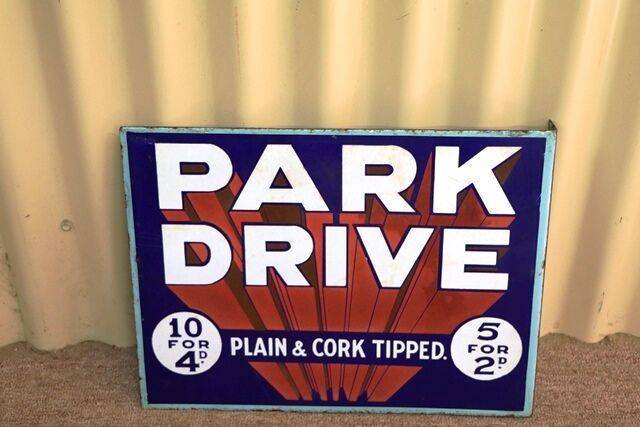 PARK
DRIVE
10
FOR
4D.
PLAIN & CORK TIPPED.
5
FOR
2D.